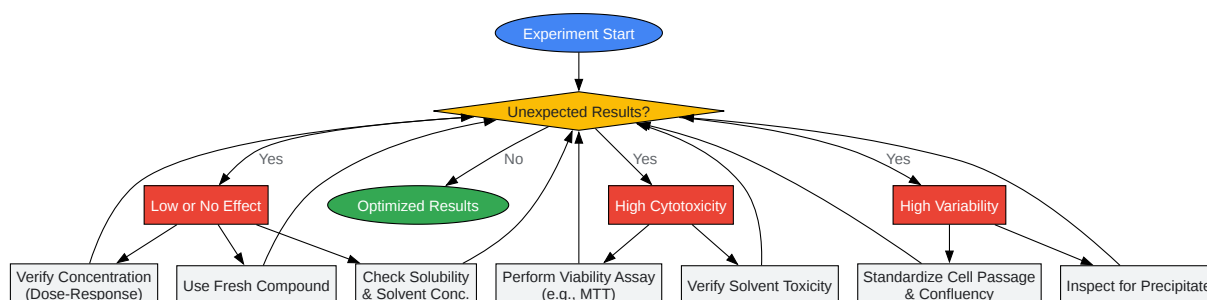 Experiment Start
Unexpected Results?
Yes
No
Yes
Yes
Low or No Effect
Optimized Results
High Cytotoxicity
High Variability
Verify Concentration
(Dose-Response)
Use Fresh Compound
Check Solubility
& Solvent Conc.
Perform Viability Assay
(e.g., MTT)
Verify Solvent Toxicity
Standardize Cell Passage
& Confluency
Inspect for Precipitate